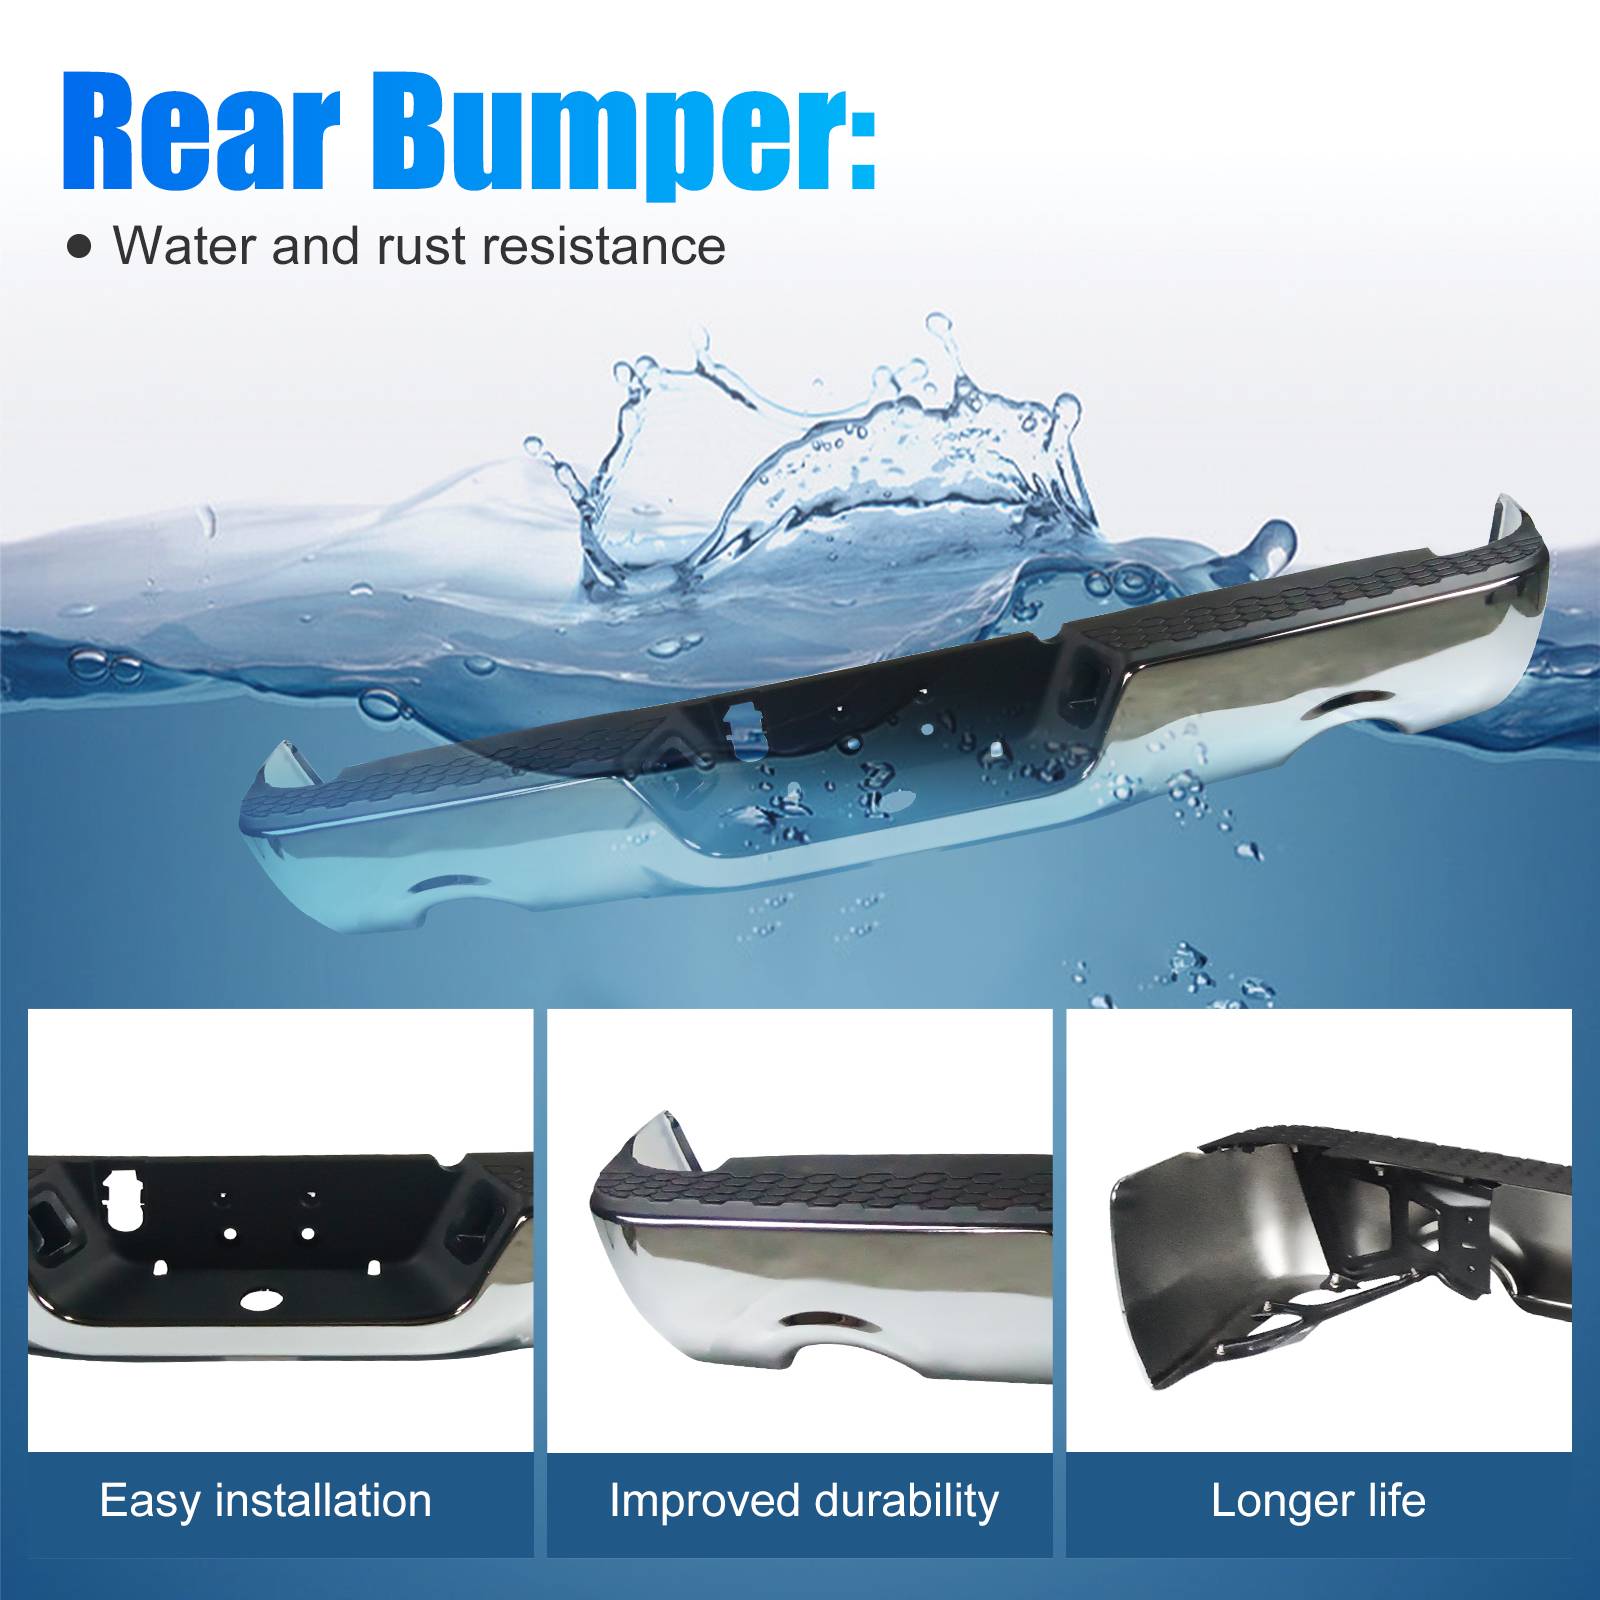 Rear Bumper:
● Water and rust resistance
Easy installation
Improved durability
Longer life